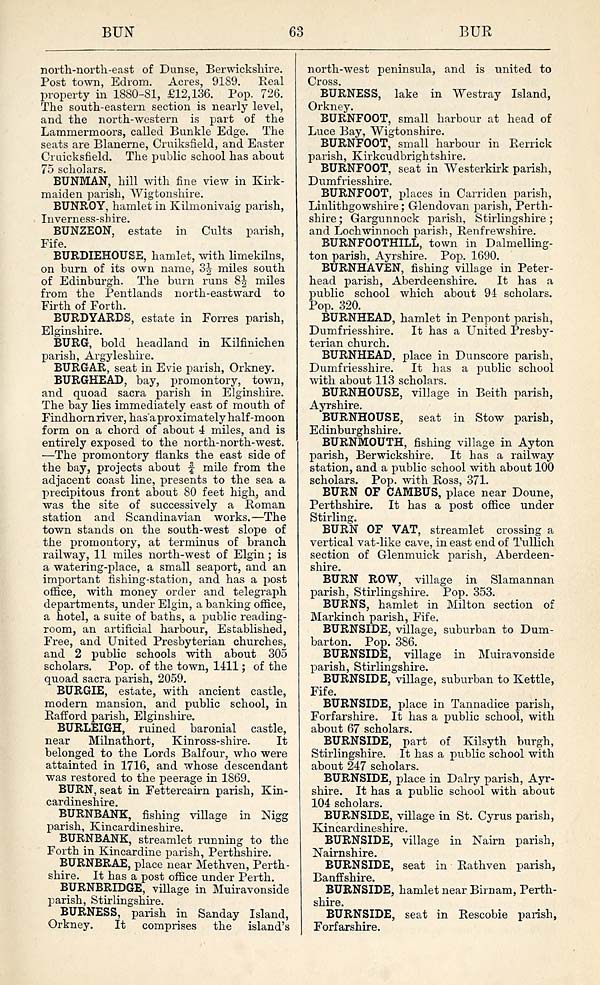 BUN 63 BUR
north-north-east of Dunse, Berwickshire.
Post town, Edrom. Acres, 9189. Real
property in 1880-81, £12,136. Pop. 726.
The south-eastern section is nearly level,
and the north-western is part of the
Lammermoors, called Bunkle Edge. The
seats are Blanerne, Cruiksfield, and Easter
Cruicksfield. The public school has about
75 scholars.
BUNMAN, hill with fine view in Kirk-
maiden parish, Wigtonshire.
BUNROY, hamlet in Kilmonivaig parish,
Inverness-shire.
BUNZEON, estate in Cults parish,
Fife.
BURDIEHOUSE, hamlet, with limekilns,
on burn of its own name, 3½ miles south
of Edinburgh. The burn runs 8½ miles
from the Pentlands north-eastward to
Firth of Forth.
BURDYARDS, estate in Forres parish,
Elginshire.
BURG, bold headland in Kilfinichen
parish, Argyleshire.
BURGAR, seat in Evie parish, Orkney.
BURGHEAD, bay, promontory, town,
and quoad sacra parish in Elginshire.
The bay lies immediately east of mouth of
Findhorn river, has aproximately half-moon
form on a chord of about 4 miles, and is
entirely exposed to the north-north-west.
—The promontory flanks the east side of
the bay, projects about ¾ mile from the
adjacent coast line, presents to the sea a
precipitous front about 80 feet high, and
was the site of successively a Roman
station and Scandinavian works.—The
town stands on the south-west slope of
the promontory, at terminus of branch
railway, 11 miles north-west of Elgin; is
a watering-place, a small seaport, and an
important fishing-station, and has a post
office, with money order and telegraph
departments, under Elgin, a banking office,
a hotel, a suite of baths, a public reading-
room, an artificial harbour, Established,
Free, and United Presbyterian churches,
and 2 public schools with about 305
scholars. Pop. of the town, 1411; of the
quoad sacra parish, 2059.
BURGIE, estate, with ancient castle,
modern mansion, and public school, in
Rafford parish, Elginshire.
BURLEIGH, ruined baronial castle,
near Milnathort, Kinross-shire. It
belonged to the Lords Balfour, who were
attainted in 1716, and whose descendant
was restored to the peerage in 1869.
BURN, seat in Fettercairn parish, Kin-
cardineshire.
BURNBANK, fishing village in Nigg
parish, Kincardineshire.
BURNBANK, streamlet running to the
Forth in Kincardine parish, Perthshire.
BURNBRAE, place near Methven, Perth-
shire. It has a post office under Perth.
BURNBRIDGE, village in Muiravonside
parish, Stirlingshire.
BURNESS, parish in Sanday Island,
Orkney. It comprises the island's
north-west peninsula, and is united to
Cross.
BURNESS, lake in Westray Island,
Orkney.
BURNFOOT, small harbour at head of
Luce Bay, Wigtonshire.
BURNFOOT, small harbour in Rerrick
parish, Kirkcudbrightshire.
BURNFOOT, seat in Westerkirk parish,
Dumfriesshire.
BURNFOOT, places in Carriden parish,
Linlithgowshire; Glendovan parish, Perth-
shire; Gargunnock parish, Stirlingshire;
and Lochwinnoch parish, Renfrewshire.
BURNFOOTHILL, town in Dalmelling-
ton parish, Ayrshire. Pop. 1690.
BURNHAVEN, fishing village in Peter-
head parish, Aberdeenshire. It has a
public school which about 94 scholars.
Pop. 320.
BURNHEAD, hamlet in Penpont parish,
Dumfriesshire. It has a United Presby-
terian church.
BURNHEAD, place in Dunscore parish,
Dumfriesshire. It has a public school
with about 113 scholars.
BURNHOUSE, village in Beith parish,
Ayrshire.
BURNHOUSE, seat in Stow parish,
Edinburghshire.
BURNMOUTH, fishing village in Ayton
parish, Berwickshire. It has a railway
station, and a public school with about 100
scholars. Pop. with Ross, 371.
BURN OF CAMBUS, place near Doune,
Perthshire. It has a post office under
Stirling.
BURN OF VAT, streamlet crossing a
vertical vat-like cave, in east end of Tullich
section of Glenmuick parish, Aberdeen-
shire.
BURN ROW, village in Slamannan
parish, Stirlingshire. Pop. 353.
BURNS, hamlet in Milton section of
Markinch parish, Fife.
BURNSIDE, village, suburban to Dum-
barton. Pop. 386.
BURNSIDE, village in Muiravonside
parish, Stirlingshire.
BURNSIDE, village, suburban to Kettle,
Fife.
BURNSIDE, place in Tannadice parish,
Forfarshire. It has a public school, with
about 67 scholars.
BURNSIDE, part of Kilsyth burgh,
Stirlingshire. It has a public school with
about 247 scholars.
BURNSIDE, place in Dalry parish, Ayr-
shire. It has a public school with about
104 scholars.
BURNSIDE, village in St. Cyrus parish,
Kincardineshire.
BURNSIDE, village in Nairn parish,
Nairnshire.
BURNSIDE, seat in Rathven parish,
Banffshire.
BURNSIDE, hamlet near Birnam, Perth-
shire.
BURNSIDE, seat in Rescobie parish,
Forfarshire.